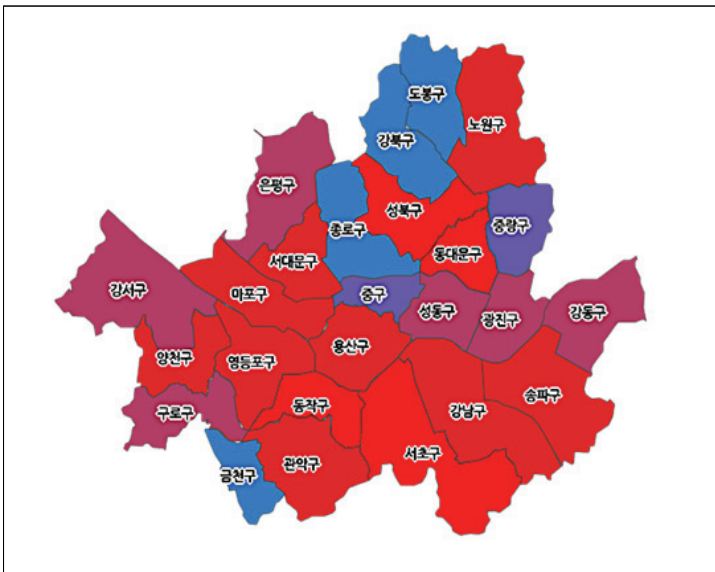 도봉구
노원구
강북구
은평구
성북구
중랑구
종로구
동대문구
서대문구
강서구
마포구
중구
성동구
광진구
강동구
양천구
영등포구
용산구
송파구
구로구
동작구
강남구
서초구
관악구
금천구